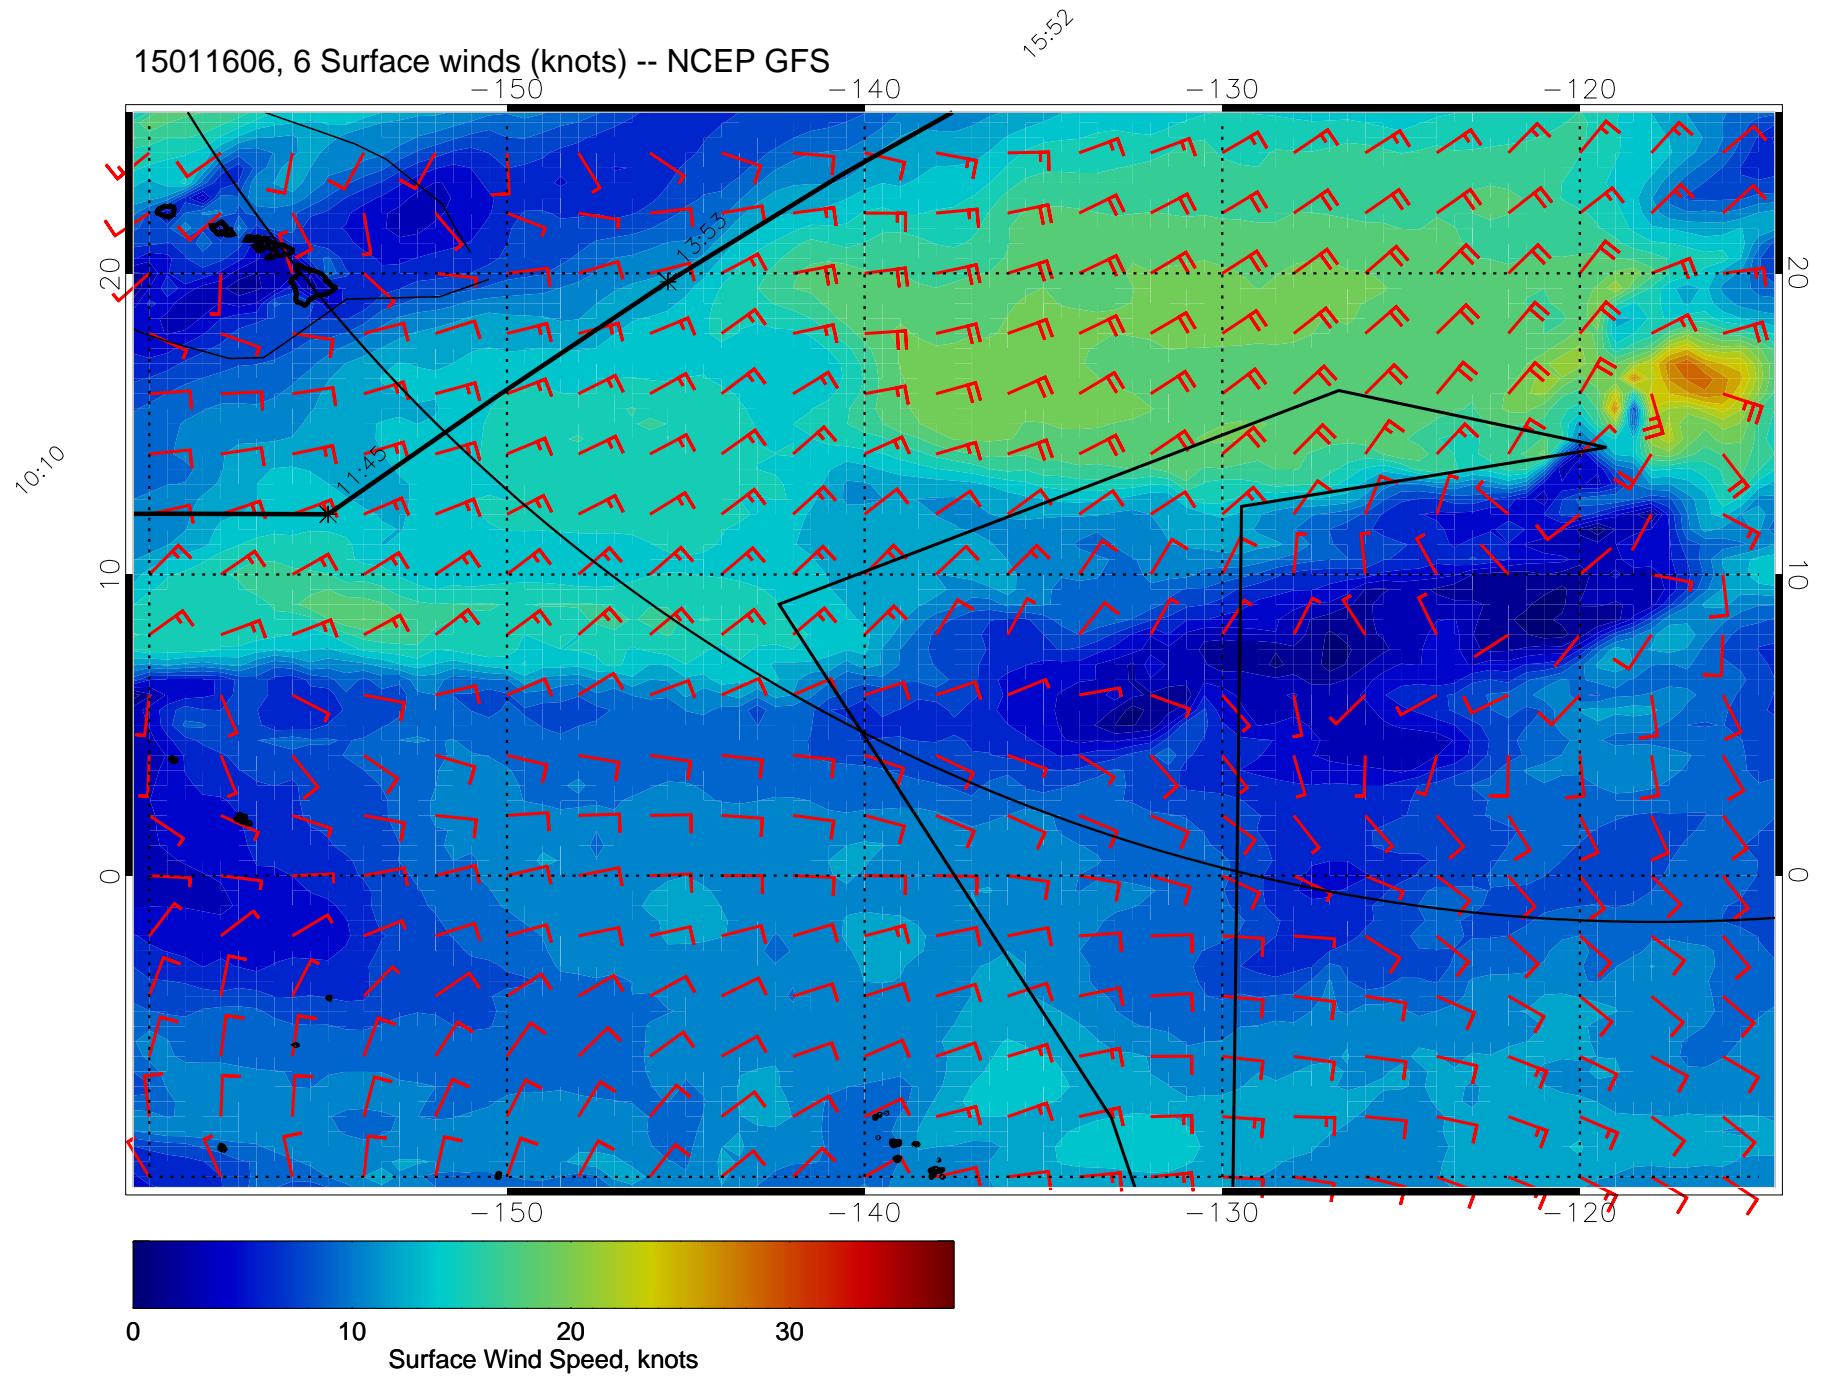 15:52
15011606, 6 Surface winds (knots) -- NCEP GFS
−150 −140 −130 −120
20 20
13:53
11:45
10:10
10 10
0 0
−150 −140 −130 −120
0 10 20 30
Surface Wind Speed, knots